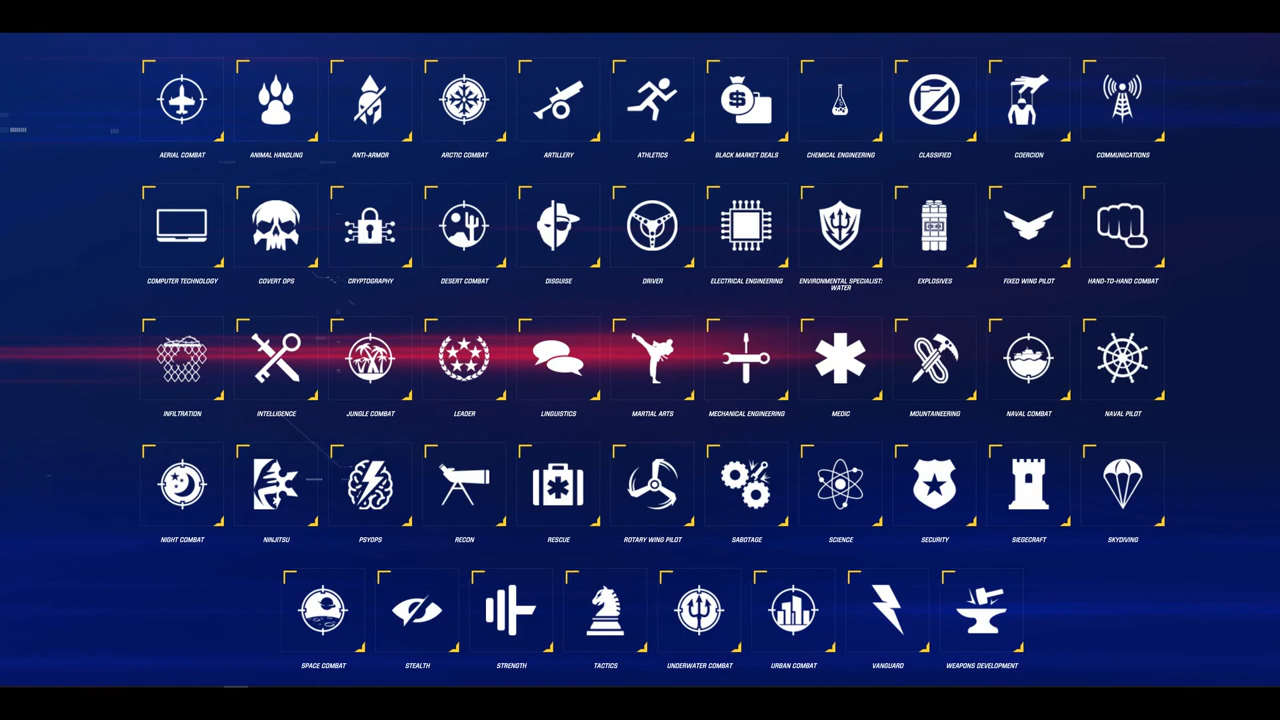 AERIAL COMBAT
ANIMAL HANDLING
ANTI-ARMOR
ARCTIC COMBAT
ARTILLERY
ATHLETICS
BLACK MARKET DEALS
CHEMICAL ENGINEERING
CLASSIFIED
COERCION
COMMUNICATIONS
COMPUTER TECHNOLOGY
COVERT OPS
CRYPTOGRAPHY
DESERT COMBAT
DISGUISE
DRIVER
ELECTRICAL ENGINEERING
ENVIRONMENTAL SPECIALIST:
WATER
EXPLOSIVES
FIXED WING PILOT
HAND-TO-HAND COMBAT
INFILTRATION
INTELLIGENCE
JUNGLE COMBAT
LEADER
LINGUISTICS
MARTIAL ARTS
MECHANICAL ENGINEERING
MEDIC
MOUNTAINEERING
NAVAL COMBAT
NAVAL PILOT
NIGHT COMBAT
NINJITSU
PSYOPS
RECON
RESCUE
ROTARY WING PILOT
SABOTAGE
SCIENCE
SECURITY
SIEGECRAFT
SKYDIVING
SPACE COMBAT
STEALTH
STRENGTH
TACTICS
UNDERWATER COMBAT
URBAN COMBAT
VANGUARD
WEAPONS DEVELOPMENT